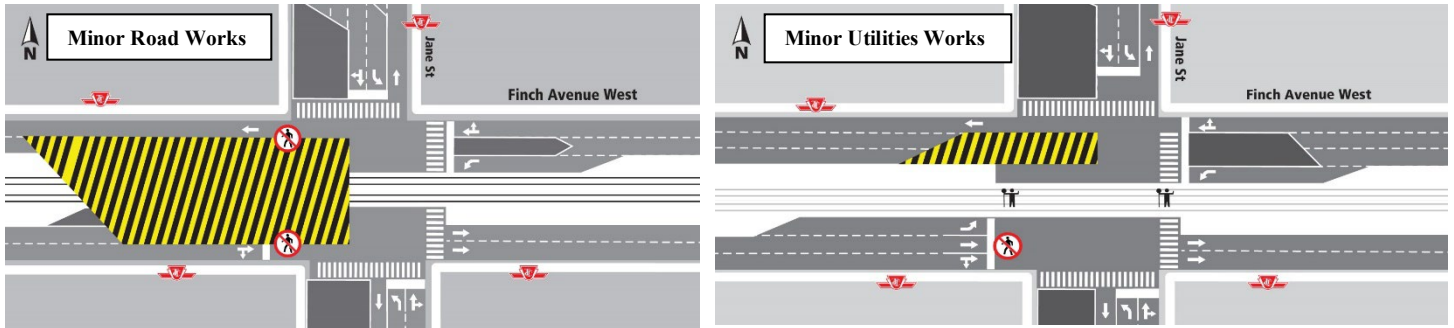 Minor Road Works
N
Jane St
Finch Avenue West
Minor Utilities Works
N
Jane St
Finch Avenue West